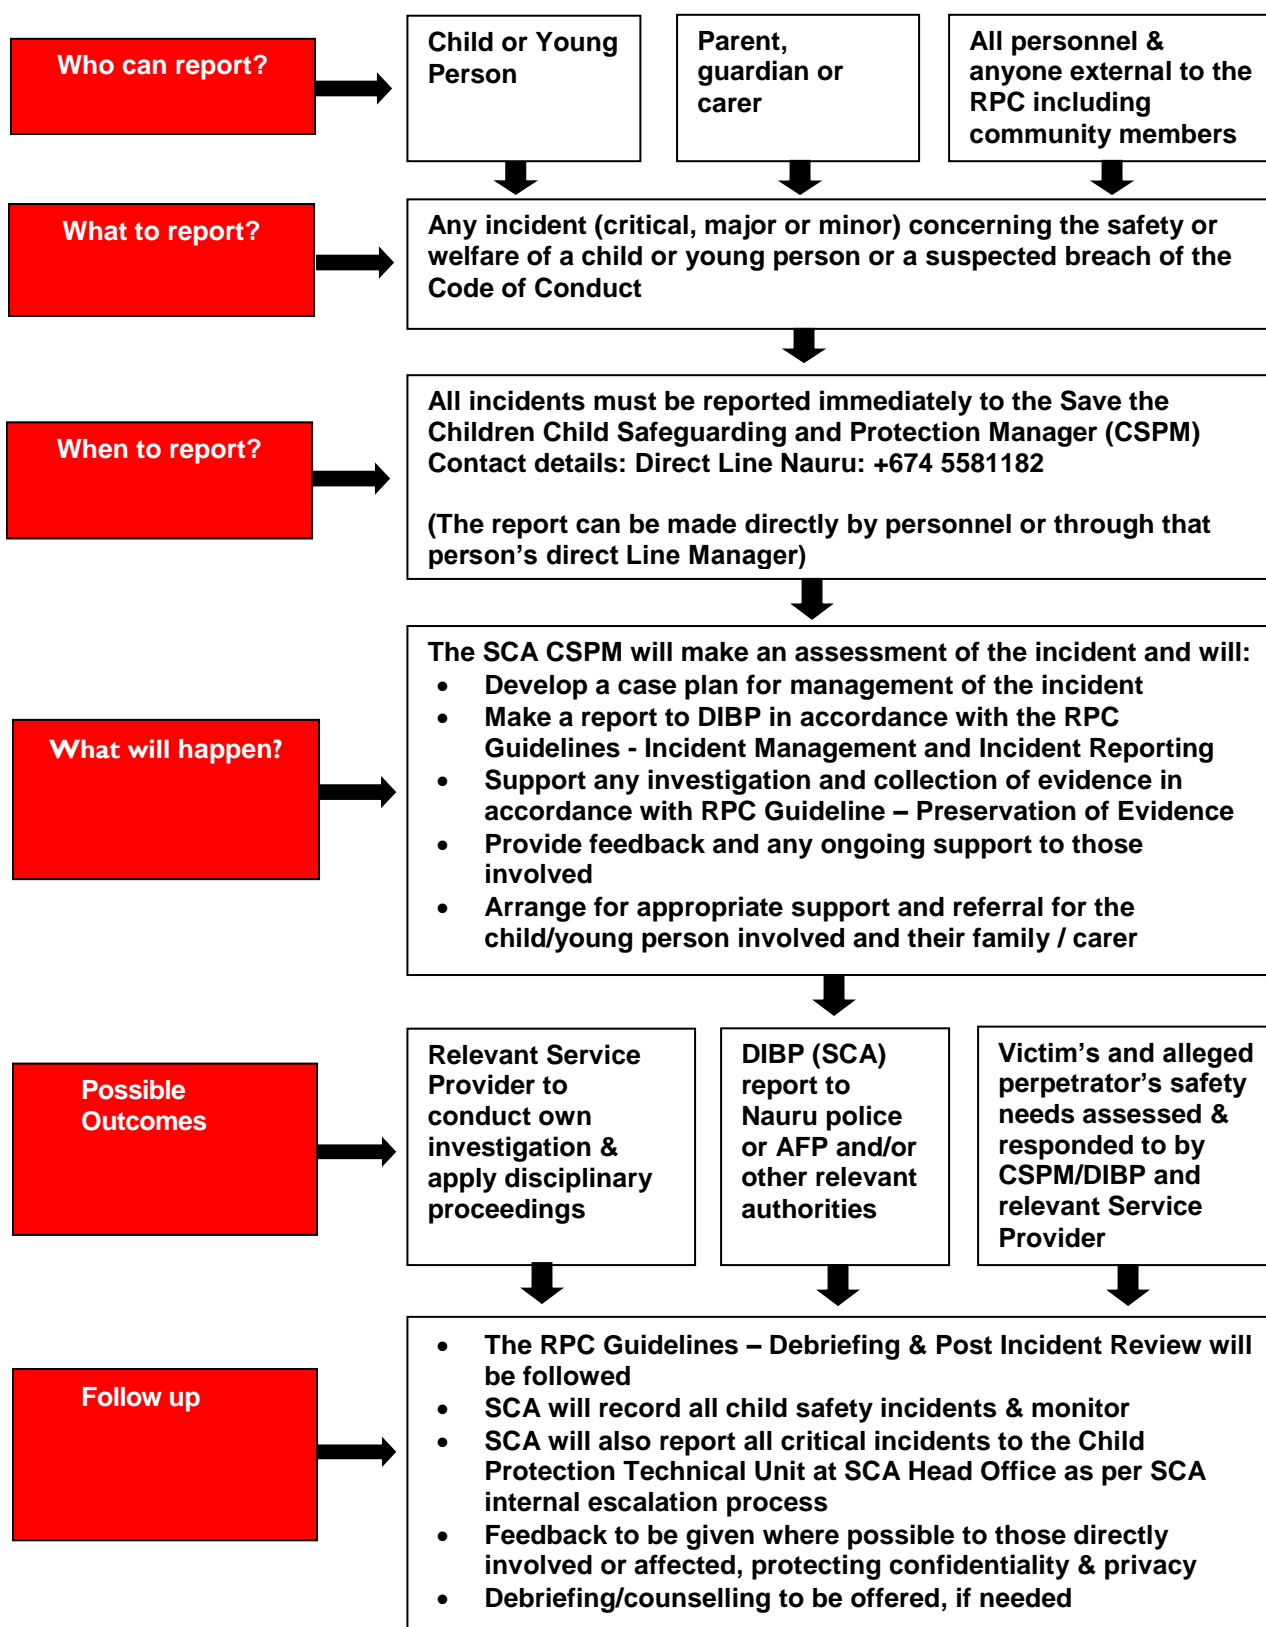 Who can report?
Child or Young
Person
Parent,
guardian or
carer
All personnel &
anyone external to the
RPC including
community members
What to report?
Any incident (critical, major or minor) concerning the safety or
welfare of a child or young person or a suspected breach of the
Code of Conduct
When to report?
All incidents must be reported immediately to the Save the
Children Child Safeguarding and Protection Manager (CSPM)
Contact details: Direct Line Nauru: +674 5581182
(The report can be made directly by personnel or through that
person’s direct Line Manager)
What will happen?
The SCA CSPM will make an assessment of the incident and will:
• Develop a case plan for management of the incident
• Make a report to DIBP in accordance with the RPC
Guidelines - Incident Management and Incident Reporting
• Support any investigation and collection of evidence in
accordance with RPC Guideline – Preservation of Evidence
• Provide feedback and any ongoing support to those
involved
• Arrange for appropriate support and referral for the
child/young person involved and their family / carer
Possible
Outcomes
Relevant Service
Provider to
conduct own
investigation &
apply disciplinary
proceedings
DIBP (SCA)
report to
Nauru police
or AFP and/or
other relevant
authorities
Victim’s and alleged
perpetrator’s safety
needs assessed &
responded to by
CSPM/DIBP and
relevant Service
Provider
Follow up
• The RPC Guidelines – Debriefing & Post Incident Review will
be followed
• SCA will record all child safety incidents & monitor
• SCA will also report all critical incidents to the Child
Protection Technical Unit at SCA Head Office as per SCA
internal escalation process
• Feedback to be given where possible to those directly
involved or affected, protecting confidentiality & privacy
• Debriefing/counselling to be offered, if needed